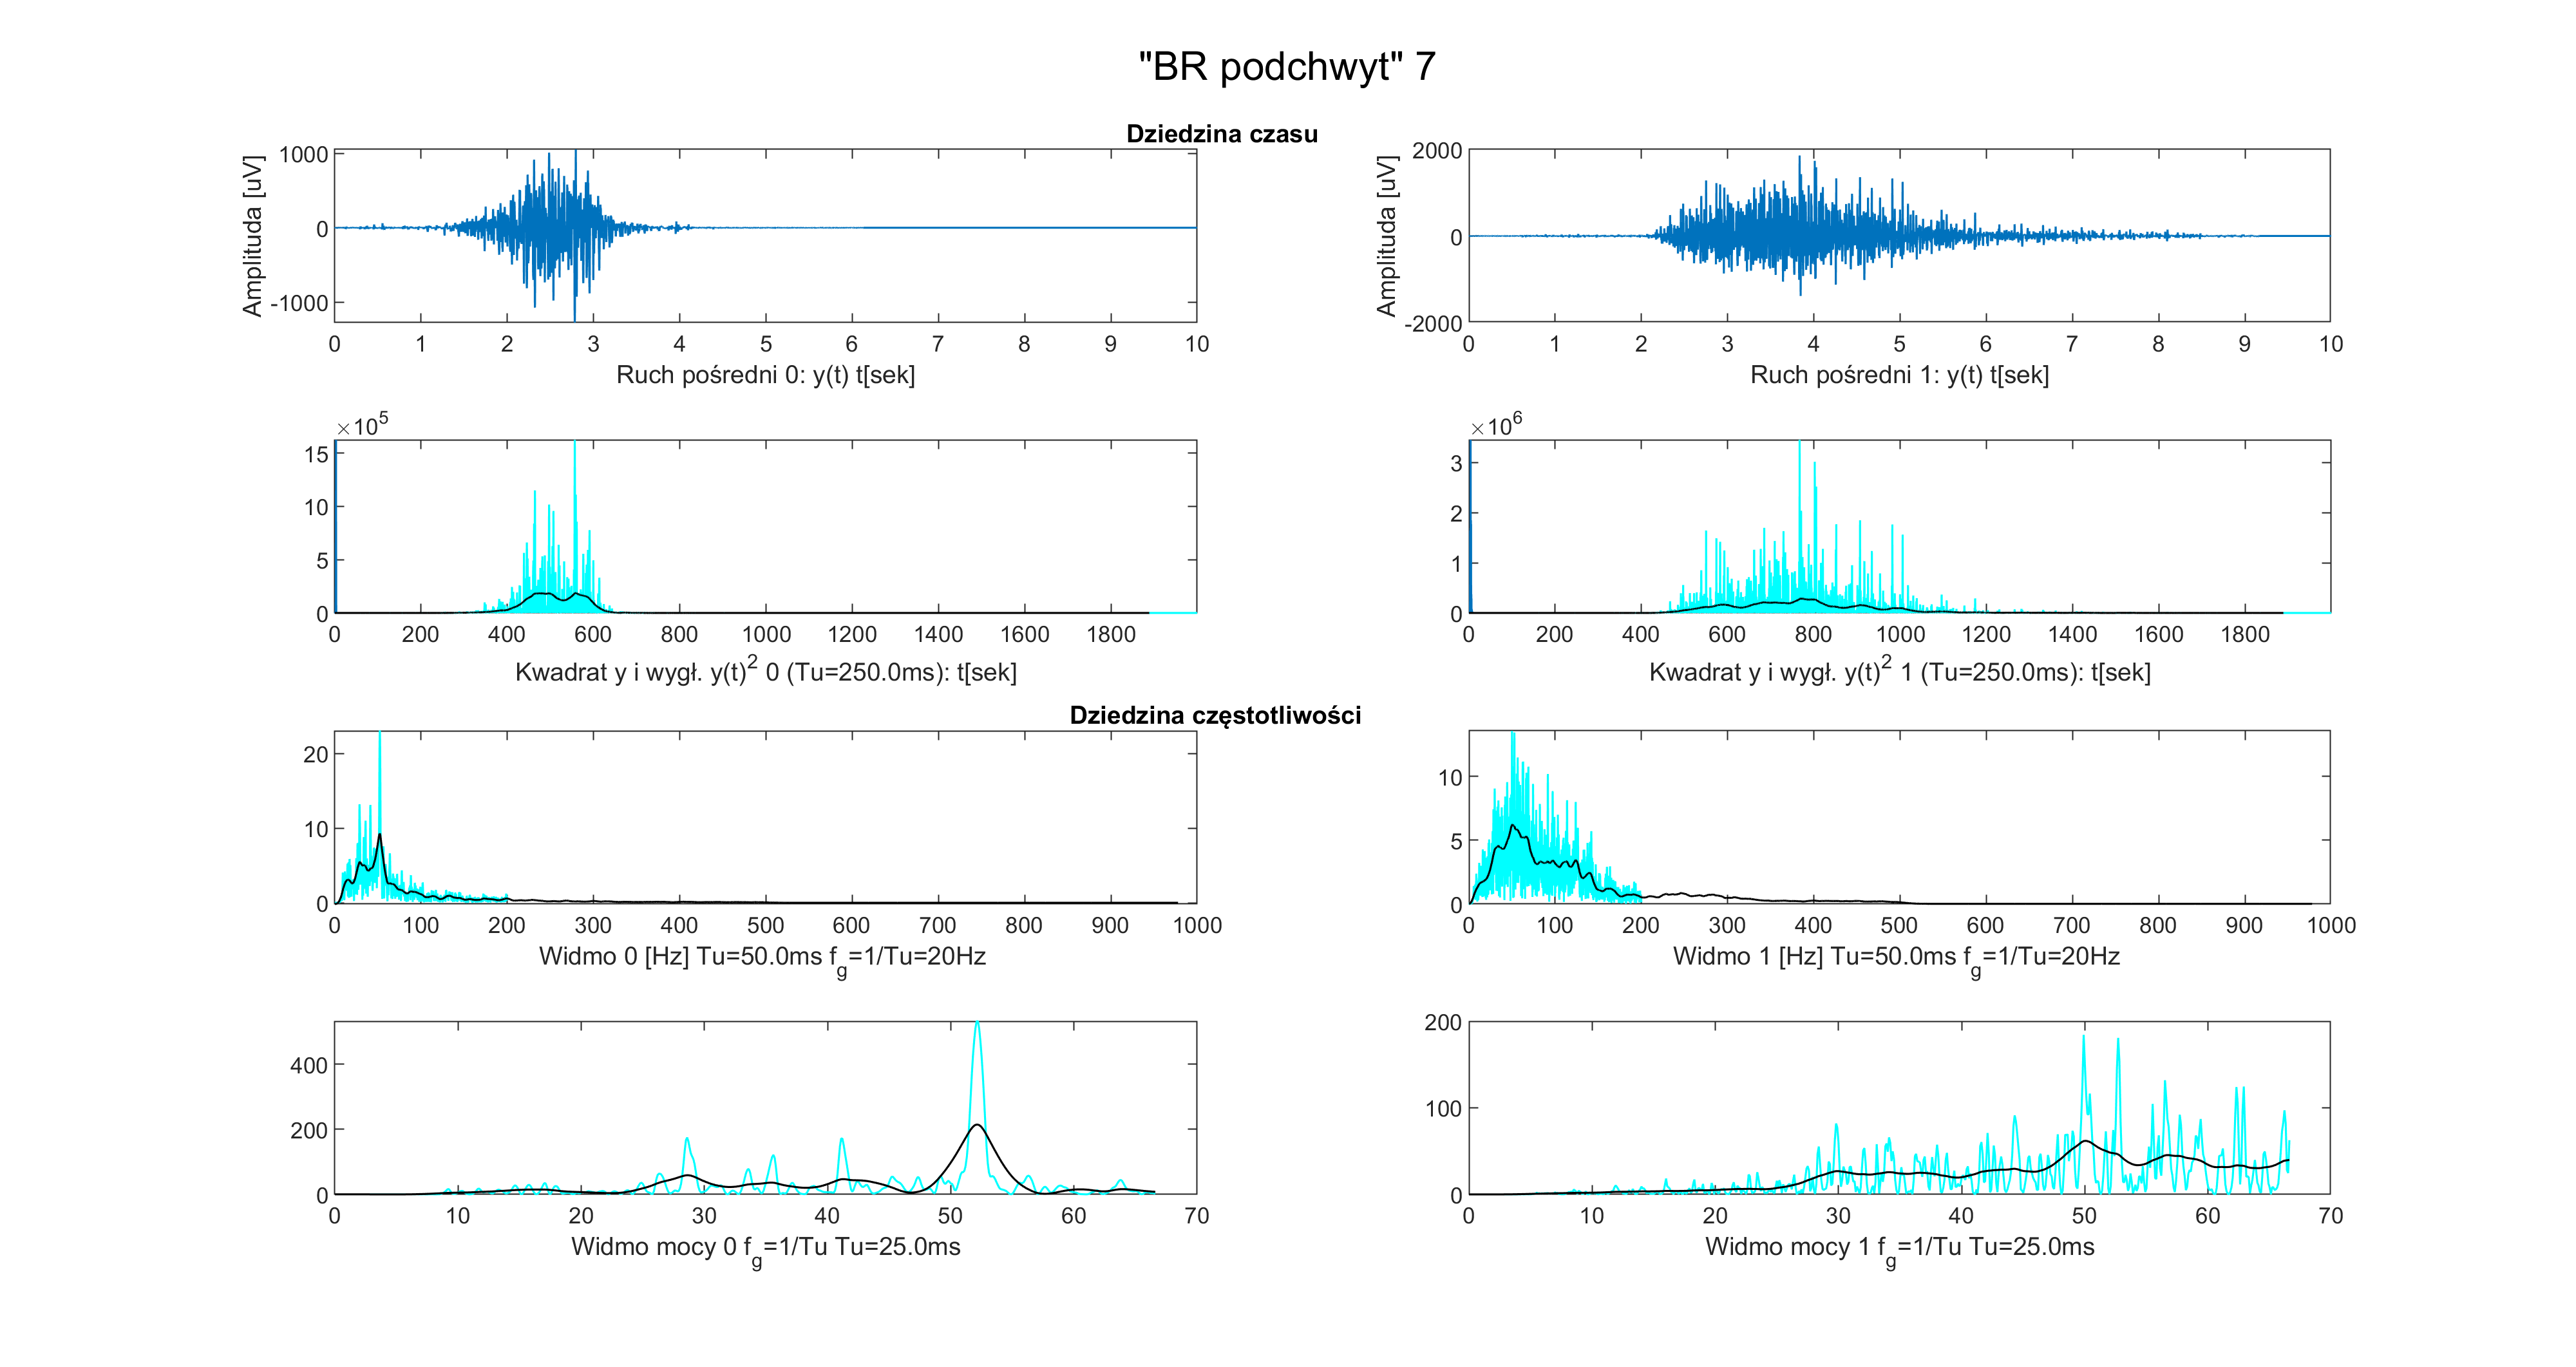 "BR podchwyt" 7
Dziedzina czasu
Amplituda [uV]
1000
0
-1000
0 1 2 3 4 5 6 7 8 9 10
Ruch pośredni 0: y(t) t[sek]
Amplituda [uV]
2000
0
-2000
0 1 2 3 4 5 6 7 8 9 10
Ruch pośredni 1: y(t) t[sek]
×10^5
15
10
5
0
0 200 400 600 800 1000 1200 1400 1600 1800
Kwadrat y i wygł. y(t)^2 0 (Tu=250.0ms): t[sek]
×10^6
3
2
1
0
0 200 400 600 800 1000 1200 1400 1600 1800
Kwadrat y i wygł. y(t)^2 1 (Tu=250.0ms): t[sek]
Dziedzina częstotliwości
20
10
0
0 100 200 300 400 500 600 700 800 900 1000
Widmo 0 [Hz] Tu=50.0ms f_g=1/Tu=20Hz
10
5
0
0 100 200 300 400 500 600 700 800 900 1000
Widmo 1 [Hz] Tu=50.0ms f_g=1/Tu=20Hz
400
200
0
0 10 20 30 40 50 60 70
Widmo mocy 0 f_g=1/Tu Tu=25.0ms
200
100
0
0 10 20 30 40 50 60 70
Widmo mocy 1 f_g=1/Tu Tu=25.0ms